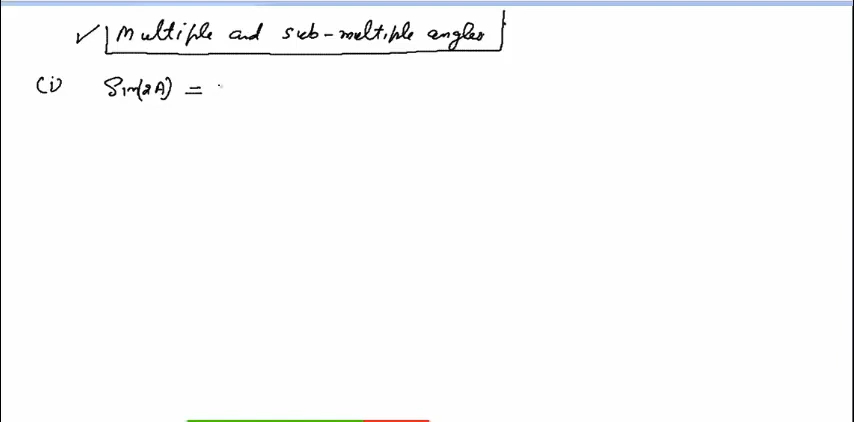 ✓ Multiple and sub-multiple angles
(i) Sin(2A) =